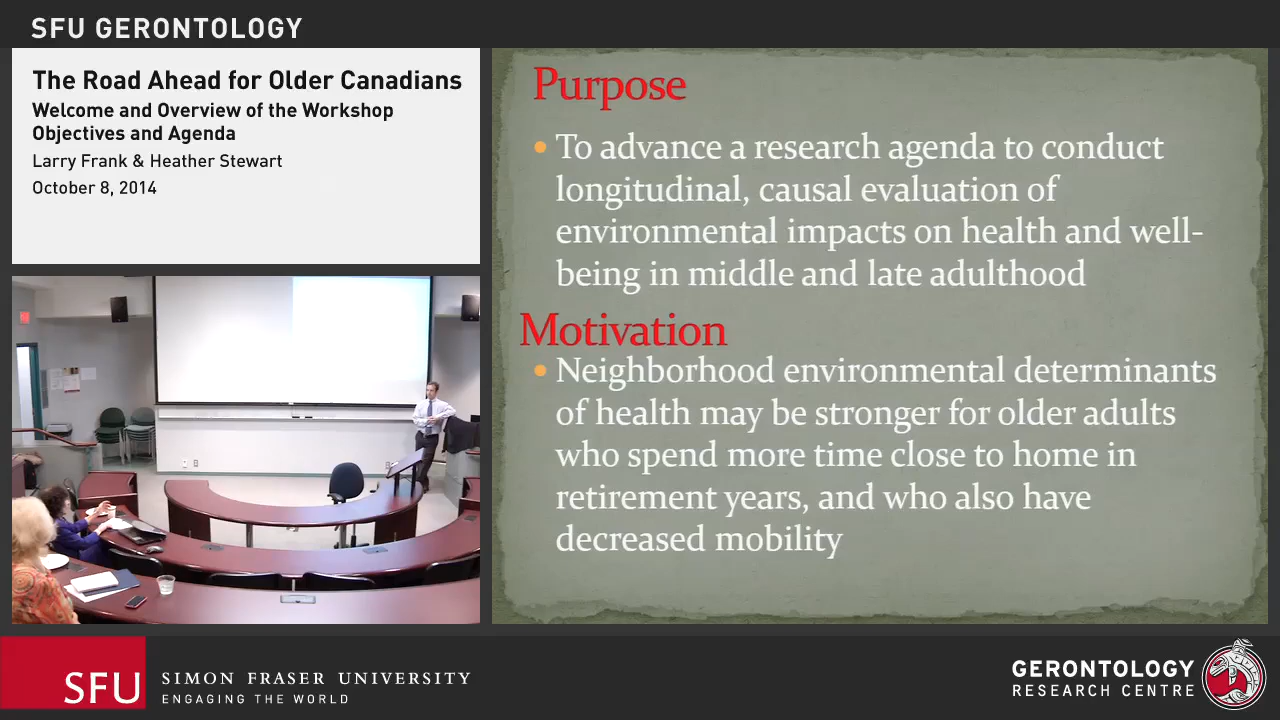 SFU GERONTOLOGY
The Road Ahead for Older Canadians
Welcome and Overview of the Workshop
Objectives and Agenda
Larry Frank & Heather Stewart
October 8, 2014
Purpose
• To advance a research agenda to conduct
longitudinal, causal evaluation of
environmental impacts on health and well-
being in middle and late adulthood
Motivation
• Neighborhood environmental determinants
of health may be stronger for older adults
who spend more time close to home in
retirement years, and who also have
decreased mobility
SFU
SIMON FRASER UNIVERSITY
ENGAGING THE WORLD
GERONTOLOGY
RESEARCH CENTRE